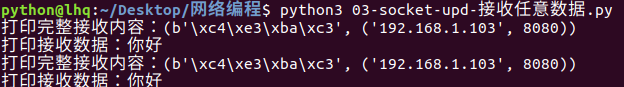 python@lhq:~/Desktop/网络编程$ python3 03-socket-upd-接收任意数据.py
打印完整接收内容：(b'\xc4\xe3\xba\xc3', ('192.168.1.103', 8080))
打印接收数据：你好
打印完整接收内容：(b'\xc4\xe3\xba\xc3', ('192.168.1.103', 8080))
打印接收数据：你好